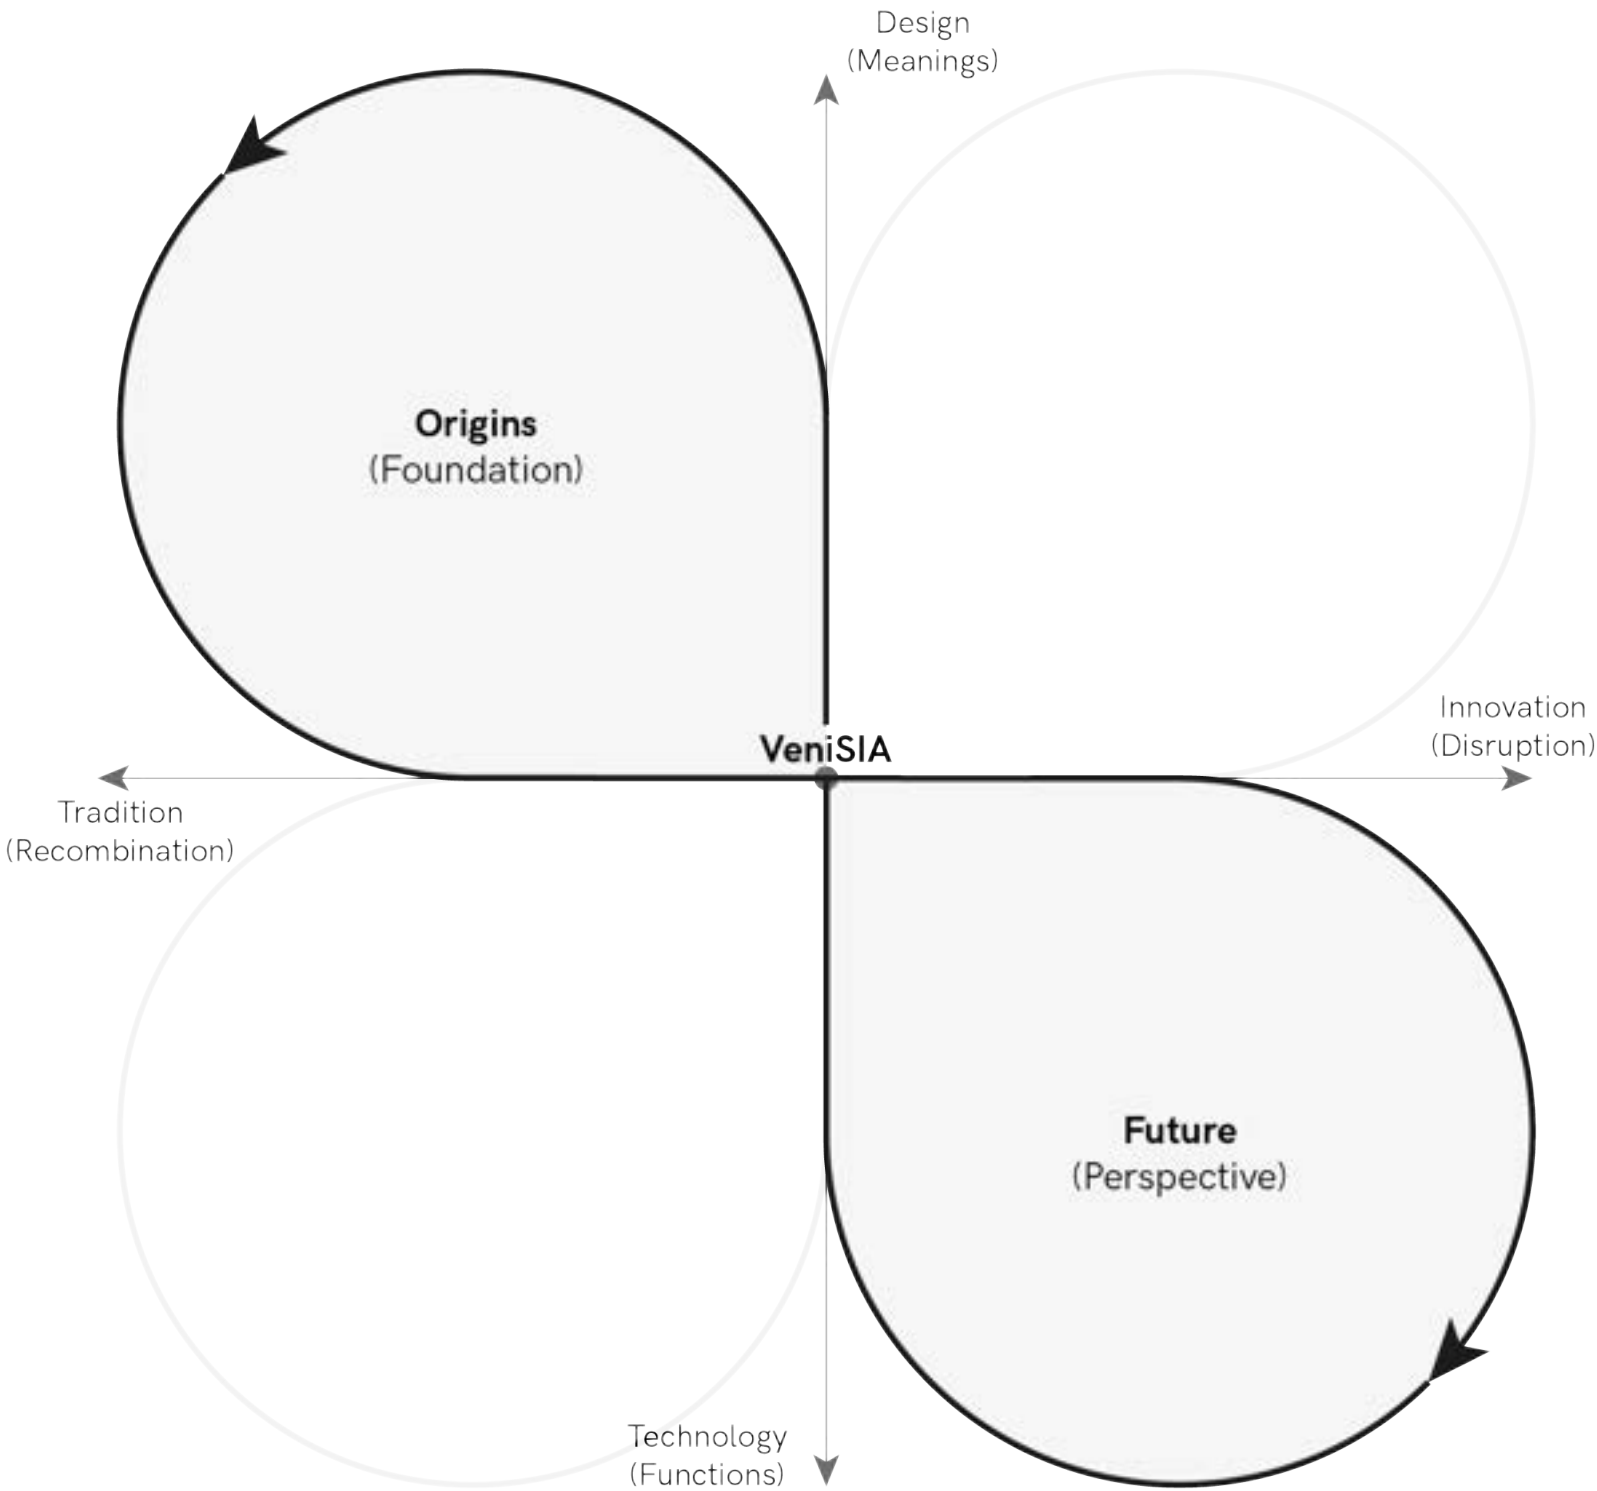 Design
(Meanings)
Origins
(Foundation)
Innovation
(Disruption)
VeniSIA
Tradition
(Recombination)
Future
(Perspective)
Technology
(Functions)